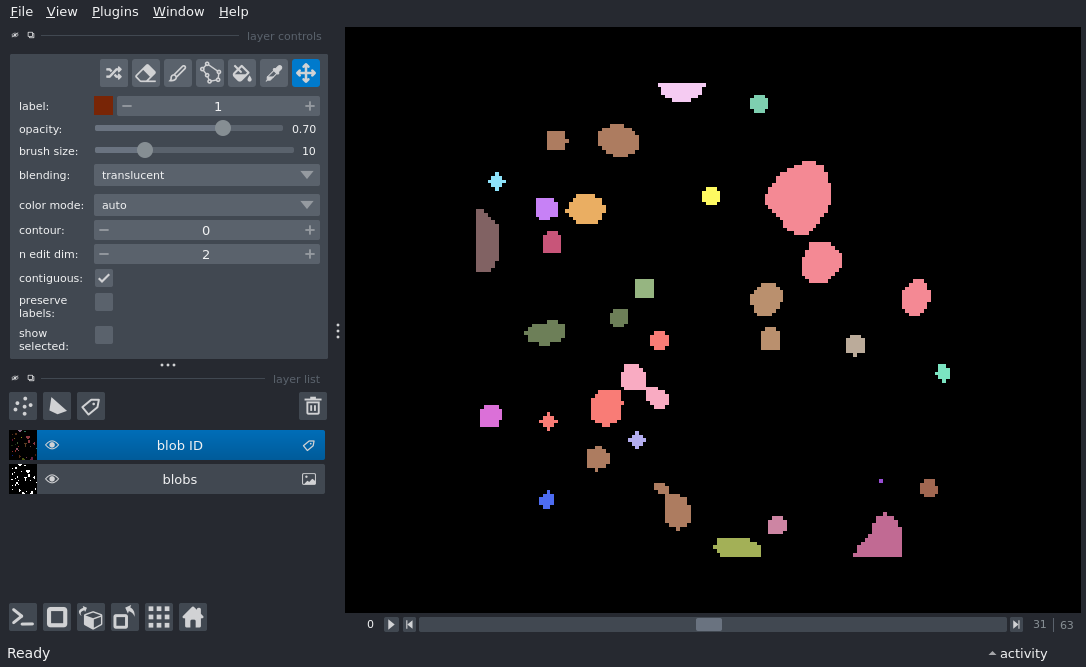 File View Plugins Window Help
layer controls
label: 1
opacity: 0.70
brush size: 10
blending: translucent
color mode: auto
contour: 0
n edit dim: 2
contiguous:
preserve
labels:
show
selected:
layer list
blob ID
blobs
0 31 63
Ready activity